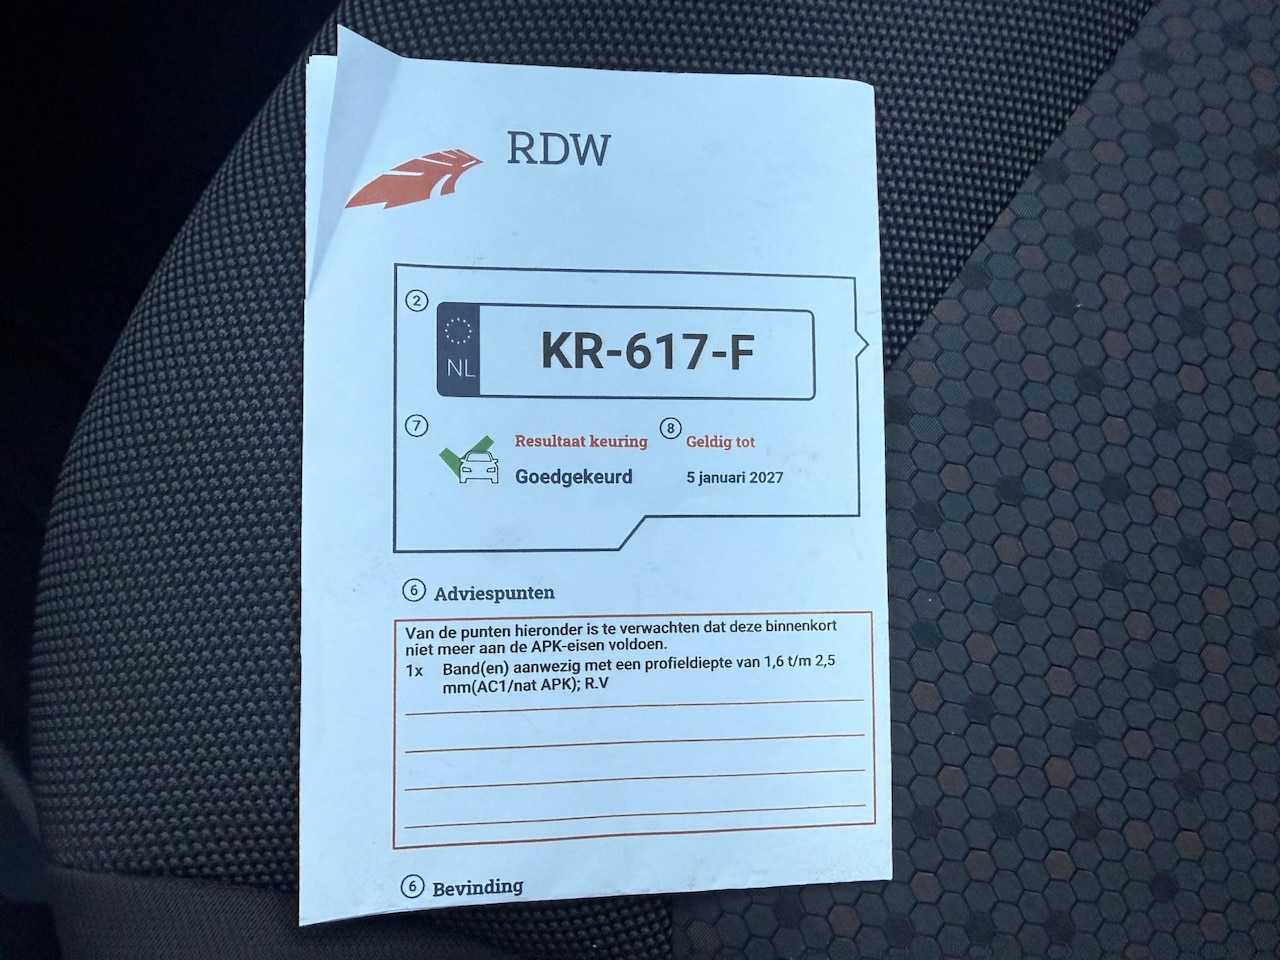 RDW
2
NL
KR-617-F
7
Resultaat keuring
Goedgekeurd
8
Geldig tot
5 januari 2027
6 Adviespunten
Van de punten hieronder is te verwachten dat deze binnenkort
niet meer aan de APK-eisen voldoen.
1x Band(en) aanwezig met een profieldiepte van 1,6 t/m 2,5
mm(AC1/nat APK); R.V
6 Bevinding